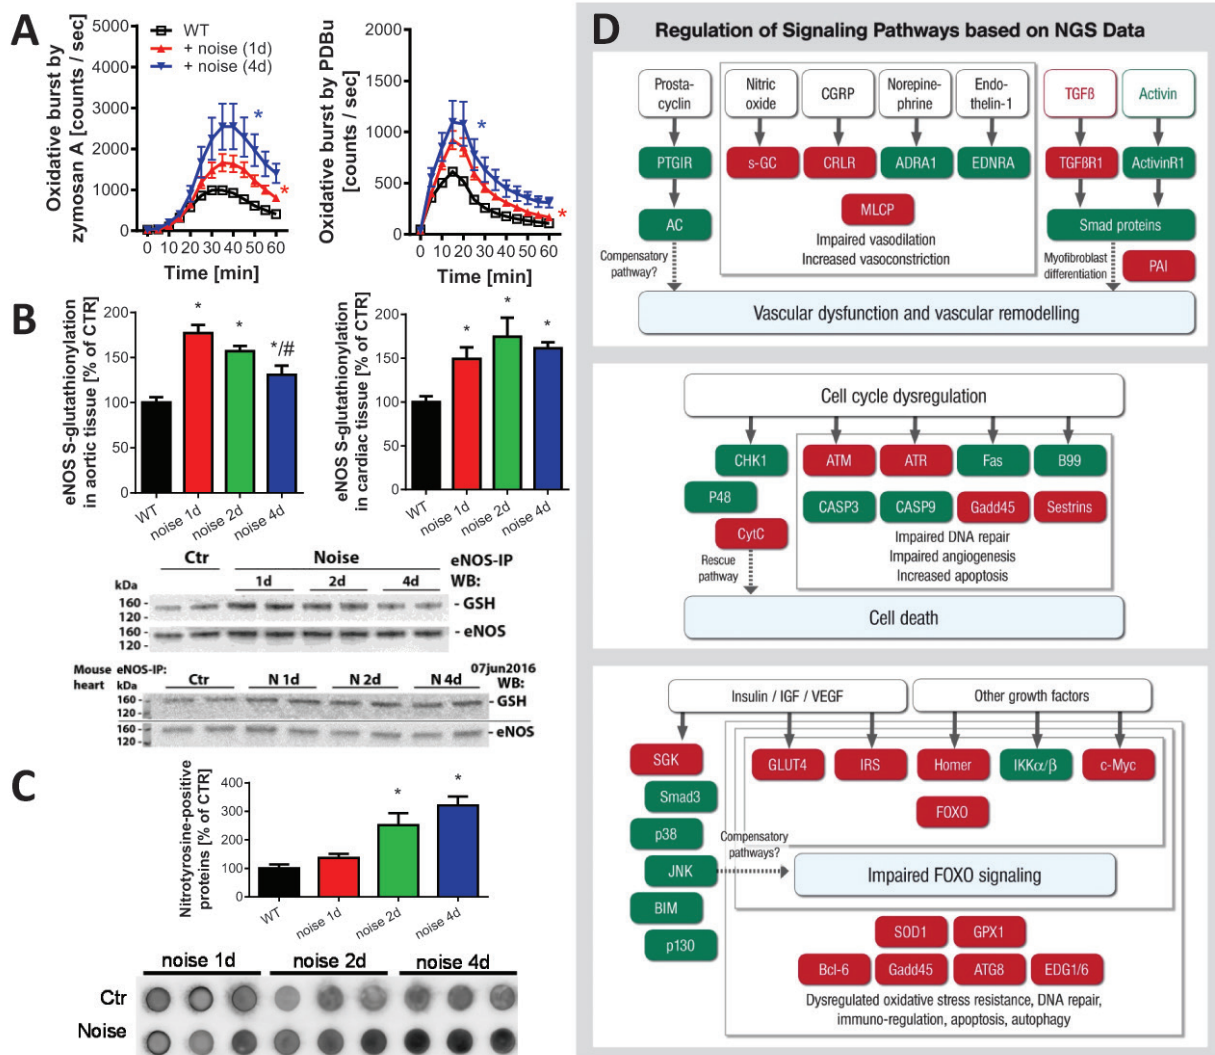 A
Oxidative burst by
zymosan A [counts / sec]
5000
4000
3000
2000
1000
0
WT
+ noise (1d)
+ noise (4d)
*
*
0 10 20 30 40 50 60
Time [min]
Oxidative burst by PDBu
[counts / sec]
2000
1500
1000
500
0
*
*
0 10 20 30 40 50 60
Time [min]
B
eNOS S-glutathionylation
in aortic tissue [% of CTR]
200
150
100
50
0
*
*
*/#
WT
noise 1d
noise 2d
noise 4d
eNOS S-glutathionylation
in cardiac tissue [% of CTR]
200
150
100
50
0
*
*
*
WT
noise 1d
noise 2d
noise 4d
Ctr Noise eNOS-IP
kDa 1d 2d 4d WB:
160 -
120 -
- GSH
160 -
120 -
- eNOS
Mouse eNOS-IP: 07jun2016
heart kDa Ctr N 1d N 2d N 4d WB:
160 -
120 -
- GSH
160 -
120 -
- eNOS
C
Nitrotyrosine-positive
proteins [% of CTR]
400
300
200
100
0
*
*
WT
noise 1d
noise 2d
noise 4d
noise 1d noise 2d noise 4d
Ctr
Noise
D
Regulation of Signaling Pathways based on NGS Data
Prosta-
cyclin
Nitric
oxide
CGRP
Norepine-
phrine
Endo-
thelin-1
TGFß
Activin
PTGIR
s-GC
CRLR
ADRA1
EDNRA
TGFßR1
ActivinR1
AC
MLCP
Smad proteins
Impaired vasodilation
Increased vasoconstriction
Compensatory
pathway?
Myofibroblast
differentiation
PAI
Vascular dysfunction and vascular remodelling
Cell cycle dysregulation
CHK1
ATM
ATR
Fas
B99
P48
CASP3
CASP9
Gadd45
Sestrins
CytC
Impaired DNA repair
Impaired angiogenesis
Increased apoptosis
Rescue
pathway
Cell death
Insulin / IGF / VEGF
Other growth factors
SGK
GLUT4
IRS
Homer
IKKα/β
c-Myc
Smad3
FOXO
p38
Compensatory
pathways?
JNK
Impaired FOXO signaling
BIM
p130
SOD1
GPX1
Bcl-6
Gadd45
ATG8
EDG1/6
Dysregulated oxidative stress resistance, DNA repair,
immuno-regulation, apoptosis, autophagy